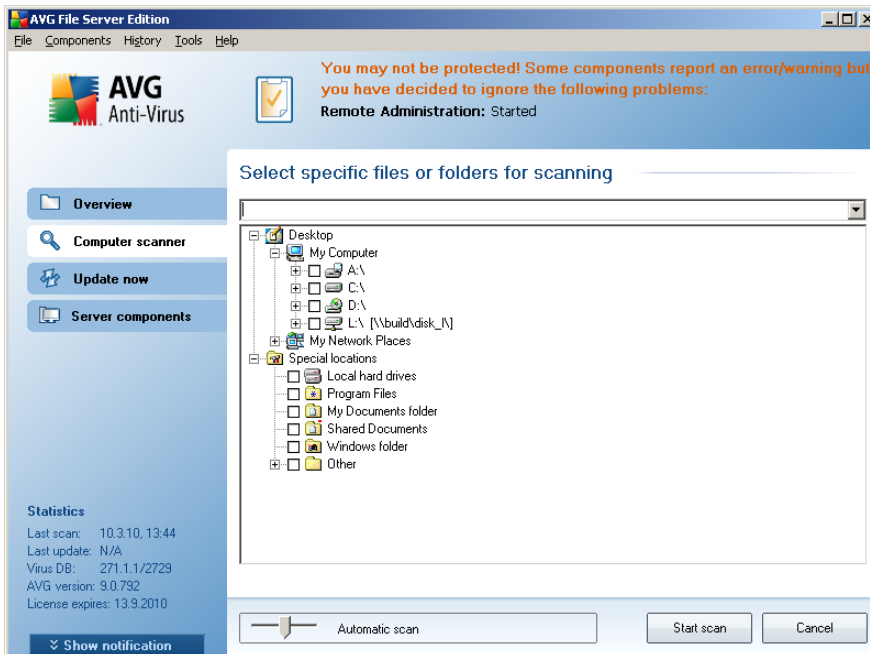 AVG File Server Edition
File Components History Tools Help
AVG
Anti-Virus
You may not be protected! Some components report an error/warning but
you have decided to ignore the following problems:
Remote Administration: Started
Select specific files or folders for scanning
Overview
Computer scanner
Update now
Server components
Desktop
My Computer
A:\
C:\
D:\
L:\ [\\build\disk_l\]
My Network Places
Special locations
Local hard drives
Program Files
My Documents folder
Shared Documents
Windows folder
Other
Statistics
Last scan: 10.3.10, 13:44
Last update: N/A
Virus DB: 271.1.1/2729
AVG version: 9.0.792
License expires: 13.9.2010
Show notification
Automatic scan
Start scan
Cancel